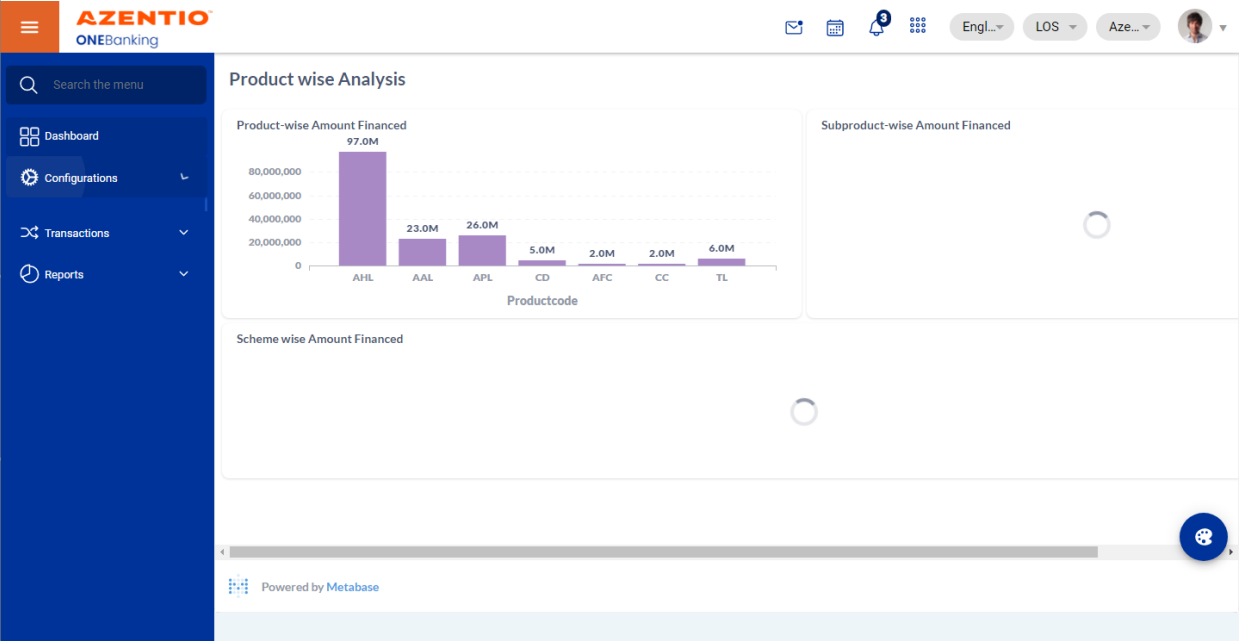 AZENTIO™
ONEBanking
3
Engl...
LOS
Aze...
Search the menu
Dashboard
Configurations
Transactions
Reports
Product wise Analysis
Product-wise Amount Financed
97.0M
80,000,000
60,000,000
40,000,000
20,000,000
0
23.0M
26.0M
5.0M
2.0M
2.0M
6.0M
AHL
AAL
APL
CD
AFC
CC
TL
Productcode
Subproduct-wise Amount Financed
Scheme wise Amount Financed
Powered by Metabase